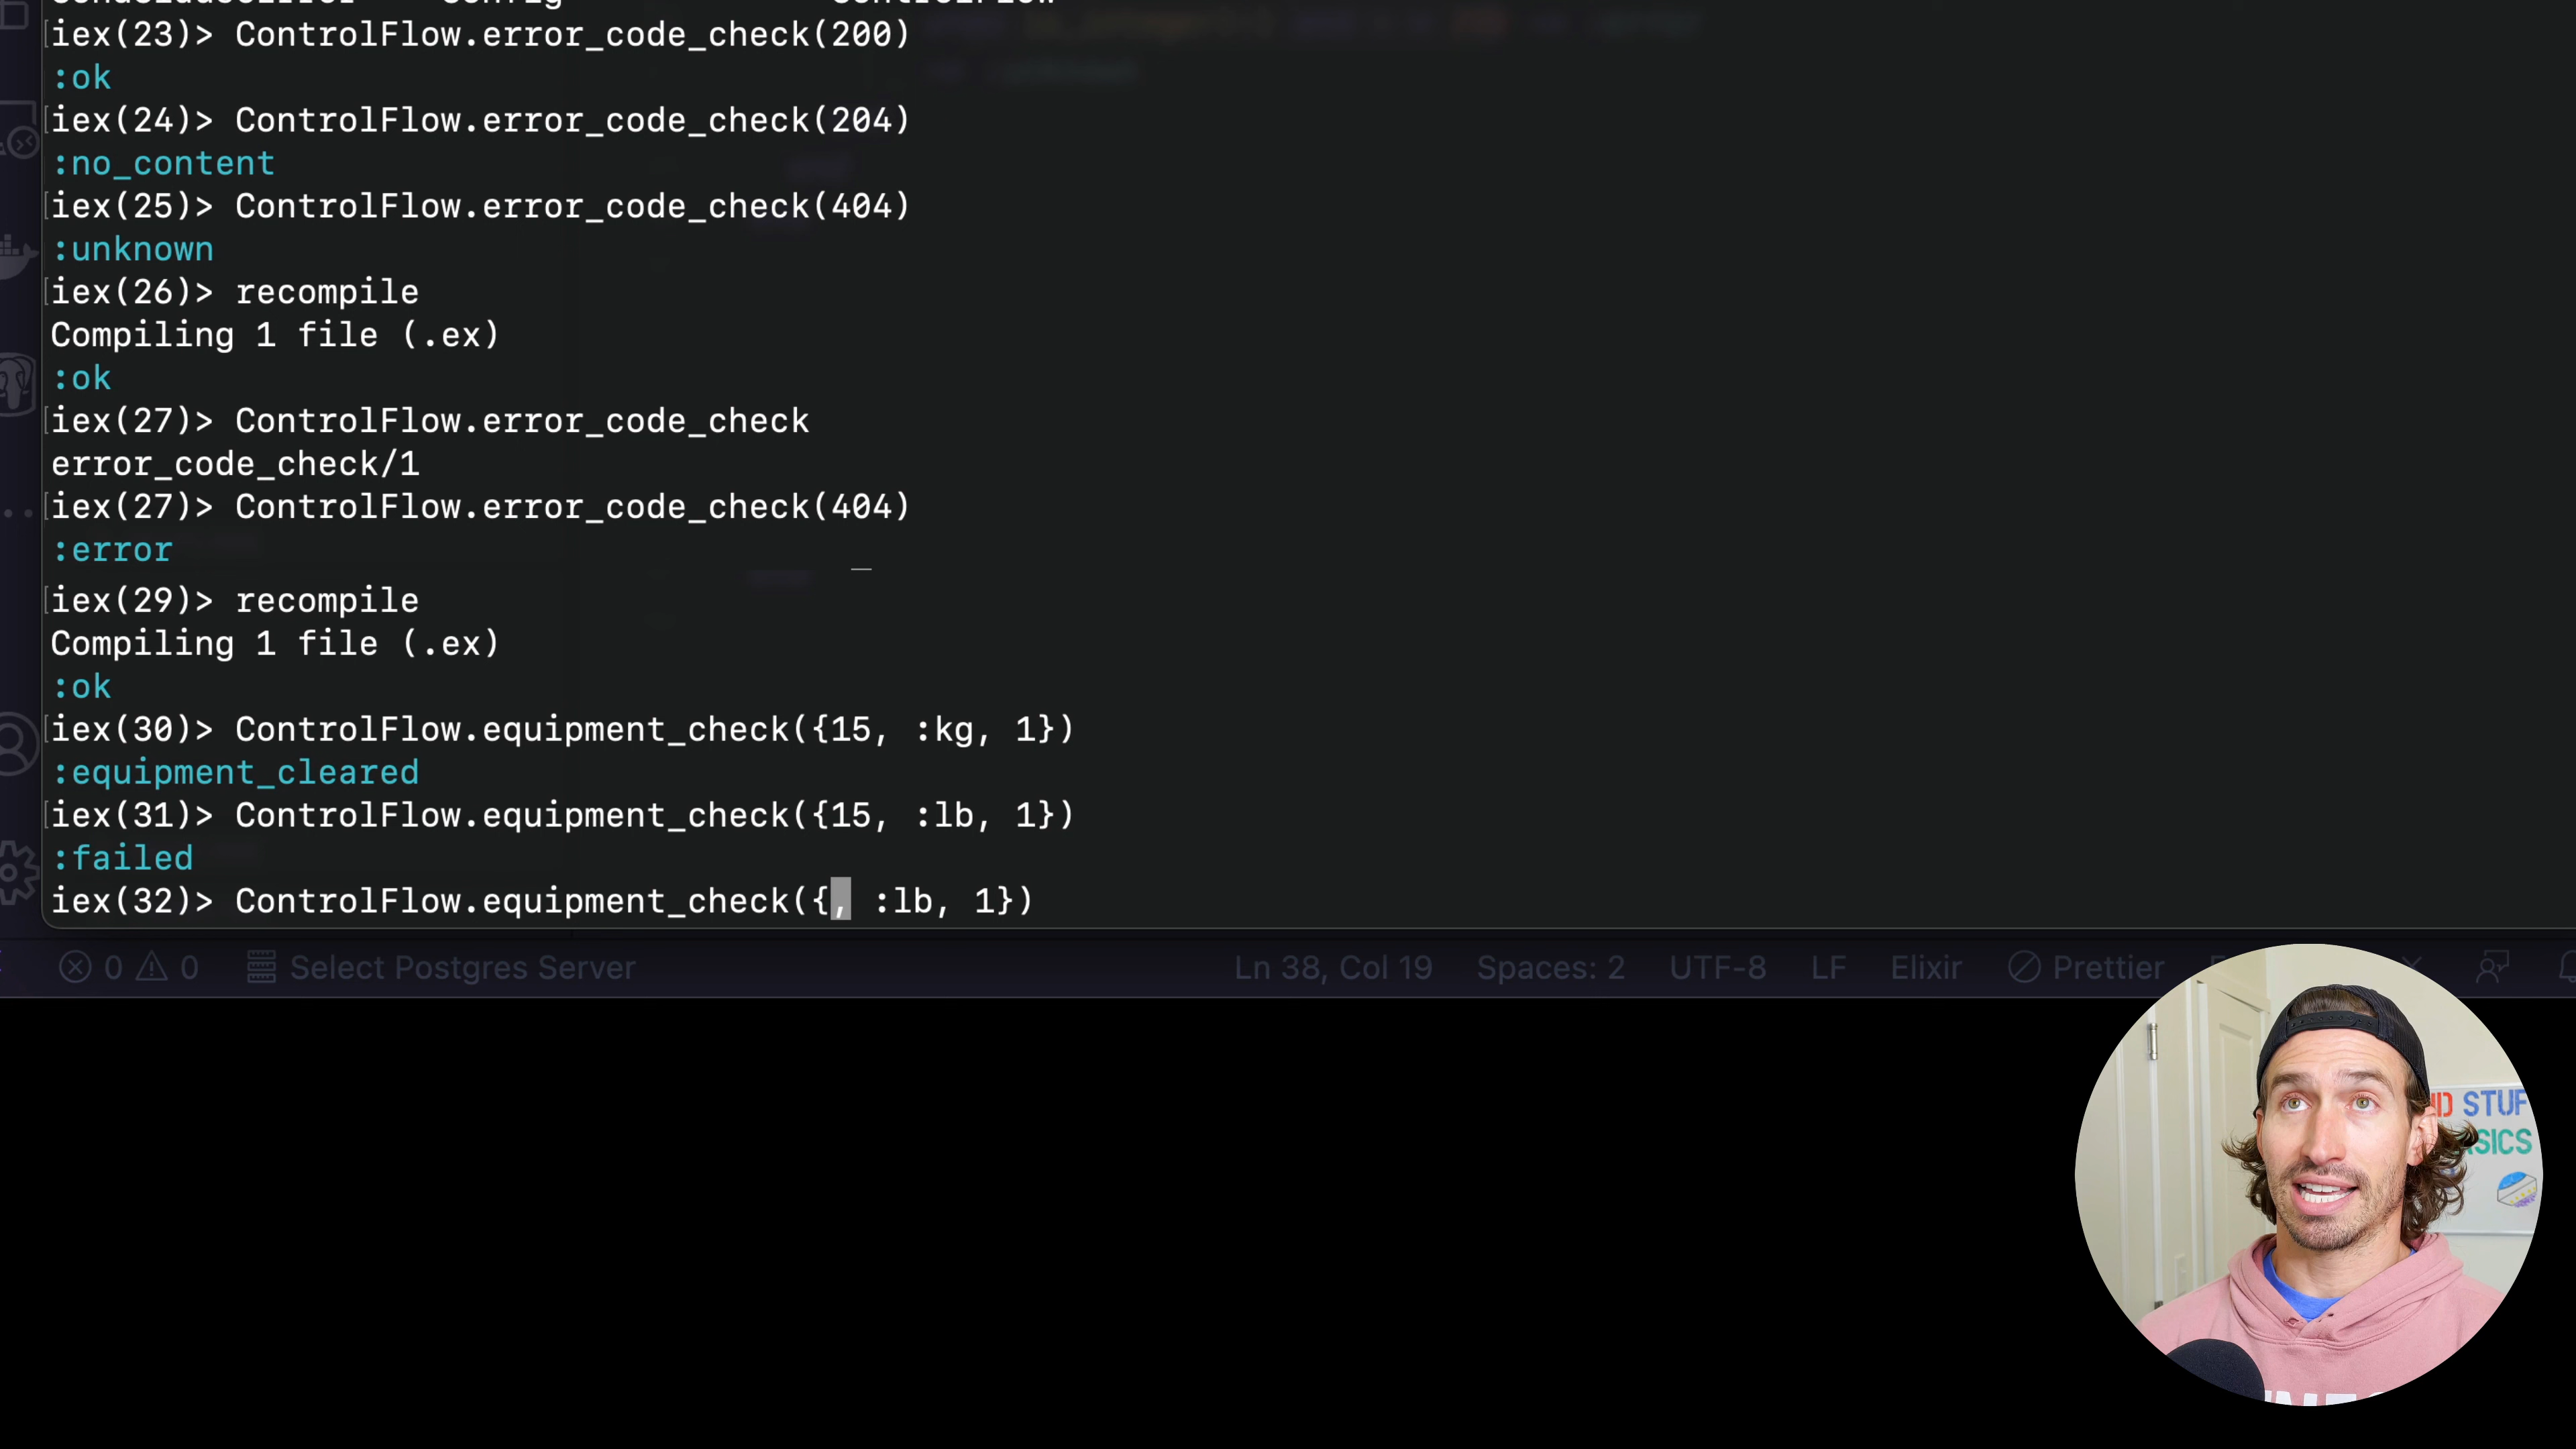 iex(23)> ControlFlow.error_code_check(200)
:ok
iex(24)> ControlFlow.error_code_check(204)
:no_content
iex(25)> ControlFlow.error_code_check(404)
:unknown
iex(26)> recompile
Compiling 1 file (.ex)
:ok
iex(27)> ControlFlow.error_code_check
error_code_check/1
iex(27)> ControlFlow.error_code_check(404)
:error
iex(29)> recompile
Compiling 1 file (.ex)
:ok
iex(30)> ControlFlow.equipment_check({15, :kg, 1})
:equipment_cleared
iex(31)> ControlFlow.equipment_check({15, :lb, 1})
:failed
iex(32)> ControlFlow.equipment_check({, :lb, 1})
0 0 Select Postgres Server Ln 38, Col 19 Spaces: 2 UTF-8 LF Elixir Prettier